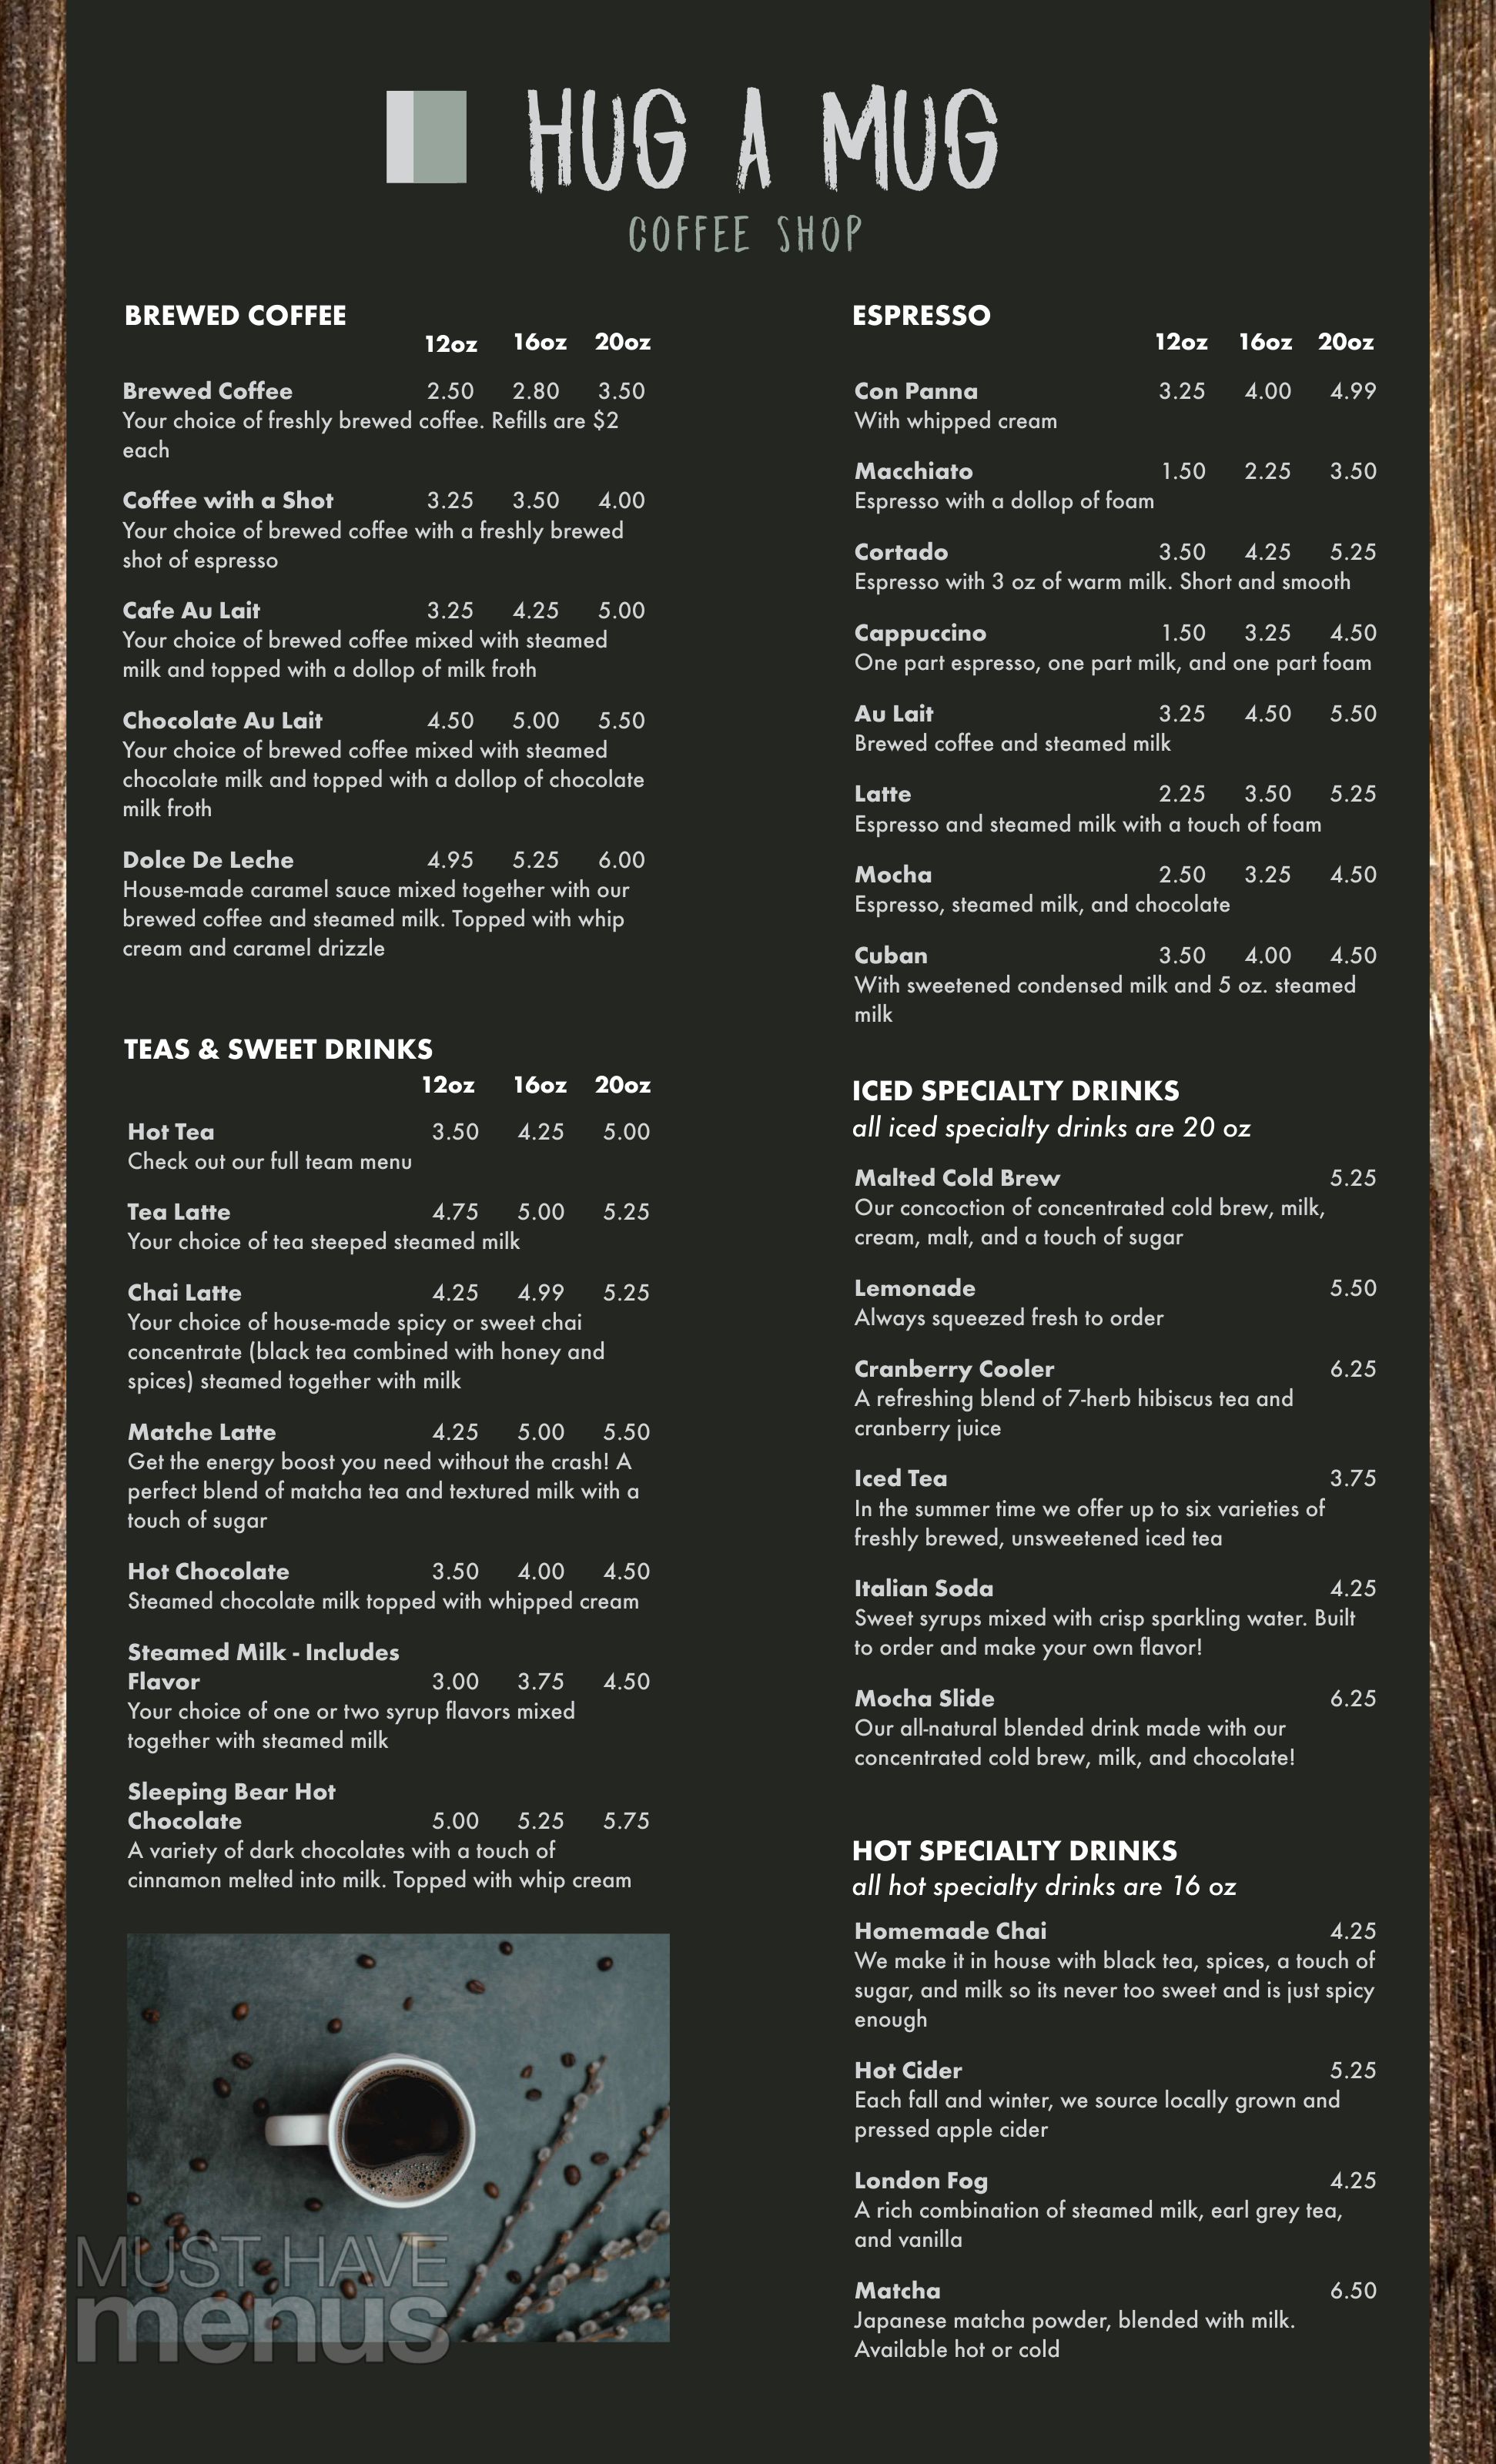 HUG A MUG
COFFEE SHOP
BREWED COFFEE
12oz 16oz 20oz
Brewed Coffee 2.50 2.80 3.50
Your choice of freshly brewed coffee. Refills are $2
each
Coffee with a Shot 3.25 3.50 4.00
Your choice of brewed coffee with a freshly brewed
shot of espresso
Cafe Au Lait 3.25 4.25 5.00
Your choice of brewed coffee mixed with steamed
milk and topped with a dollop of milk froth
Chocolate Au Lait 4.50 5.00 5.50
Your choice of brewed coffee mixed with steamed
chocolate milk and topped with a dollop of chocolate
milk froth
Dolce De Leche 4.95 5.25 6.00
House-made caramel sauce mixed together with our
brewed coffee and steamed milk. Topped with whip
cream and caramel drizzle
TEAS & SWEET DRINKS
12oz 16oz 20oz
Hot Tea 3.50 4.25 5.00
Check out our full team menu
Tea Latte 4.75 5.00 5.25
Your choice of tea steeped steamed milk
Chai Latte 4.25 4.99 5.25
Your choice of house-made spicy or sweet chai
concentrate (black tea combined with honey and
spices) steamed together with milk
Matche Latte 4.25 5.00 5.50
Get the energy boost you need without the crash! A
perfect blend of matcha tea and textured milk with a
touch of sugar
Hot Chocolate 3.50 4.00 4.50
Steamed chocolate milk topped with whipped cream
Steamed Milk - Includes
Flavor 3.00 3.75 4.50
Your choice of one or two syrup flavors mixed
together with steamed milk
Sleeping Bear Hot
Chocolate 5.00 5.25 5.75
A variety of dark chocolates with a touch of
cinnamon melted into milk. Topped with whip cream
MUST HAVE
menus
ESPRESSO
12oz 16oz 20oz
Con Panna 3.25 4.00 4.99
With whipped cream
Macchiato 1.50 2.25 3.50
Espresso with a dollop of foam
Cortado 3.50 4.25 5.25
Espresso with 3 oz of warm milk. Short and smooth
Cappuccino 1.50 3.25 4.50
One part espresso, one part milk, and one part foam
Au Lait 3.25 4.50 5.50
Brewed coffee and steamed milk
Latte 2.25 3.50 5.25
Espresso and steamed milk with a touch of foam
Mocha 2.50 3.25 4.50
Espresso, steamed milk, and chocolate
Cuban 3.50 4.00 4.50
With sweetened condensed milk and 5 oz. steamed
milk
ICED SPECIALTY DRINKS
all iced specialty drinks are 20 oz
Malted Cold Brew 5.25
Our concoction of concentrated cold brew, milk,
cream, malt, and a touch of sugar
Lemonade 5.50
Always squeezed fresh to order
Cranberry Cooler 6.25
A refreshing blend of 7-herb hibiscus tea and
cranberry juice
Iced Tea 3.75
In the summer time we offer up to six varieties of
freshly brewed, unsweetened iced tea
Italian Soda 4.25
Sweet syrups mixed with crisp sparkling water. Built
to order and make your own flavor!
Mocha Slide 6.25
Our all-natural blended drink made with our
concentrated cold brew, milk, and chocolate!
HOT SPECIALTY DRINKS
all hot specialty drinks are 16 oz
Homemade Chai 4.25
We make it in house with black tea, spices, a touch of
sugar, and milk so its never too sweet and is just spicy
enough
Hot Cider 5.25
Each fall and winter, we source locally grown and
pressed apple cider
London Fog 4.25
A rich combination of steamed milk, earl grey tea,
and vanilla
Matcha 6.50
Japanese matcha powder, blended with milk.
Available hot or cold